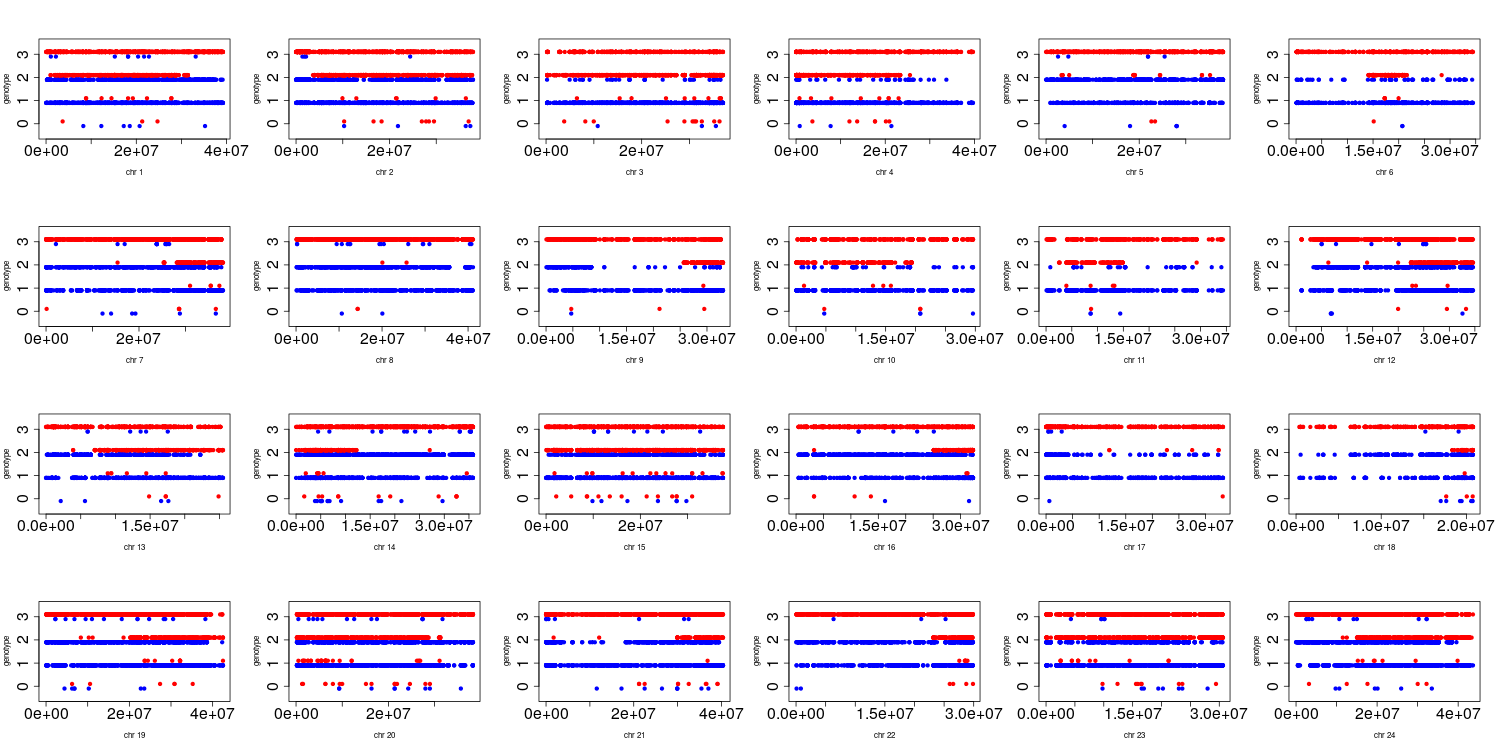 genotype 0 1 2 3 0e+00 2e+07 4e+07 chr 1
genotype 0 1 2 3 0e+00 2e+07 chr 2
genotype 0 1 2 3 0e+00 2e+07 chr 3
genotype 0 1 2 3 0e+00 2e+07 4e+07 chr 4
genotype 0 1 2 3 0e+00 2e+07 chr 5
genotype 0 1 2 3 0.0e+00 1.5e+07 3.0e+07 chr 6
genotype 0 1 2 3 0e+00 2e+07 chr 7
genotype 0 1 2 3 0e+00 2e+07 4e+07 chr 8
genotype 0 1 2 3 0.0e+00 1.5e+07 3.0e+07 chr 9
genotype 0 1 2 3 0.0e+00 1.5e+07 3.0e+07 chr 10
genotype 0 1 2 3 0.0e+00 1.5e+07 3.0e+07 chr 11
genotype 0 1 2 3 0.0e+00 1.5e+07 3.0e+07 chr 12
genotype 0 1 2 3 0.0e+00 1.5e+07 chr 13
genotype 0 1 2 3 0.0e+00 1.5e+07 3.0e+07 chr 14
genotype 0 1 2 3 0e+00 2e+07 chr 15
genotype 0 1 2 3 0.0e+00 1.5e+07 3.0e+07 chr 16
genotype 0 1 2 3 0.0e+00 1.5e+07 3.0e+07 chr 17
genotype 0 1 2 3 0.0e+00 1.0e+07 2.0e+07 chr 18
genotype 0 1 2 3 0e+00 2e+07 4e+07 chr 19
genotype 0 1 2 3 0e+00 2e+07 chr 20
genotype 0 1 2 3 0e+00 2e+07 4e+07 chr 21
genotype 0 1 2 3 0.0e+00 1.5e+07 3.0e+07 chr 22
genotype 0 1 2 3 0.0e+00 1.5e+07 3.0e+07 chr 23
genotype 0 1 2 3 0e+00 2e+07 4e+07 chr 24